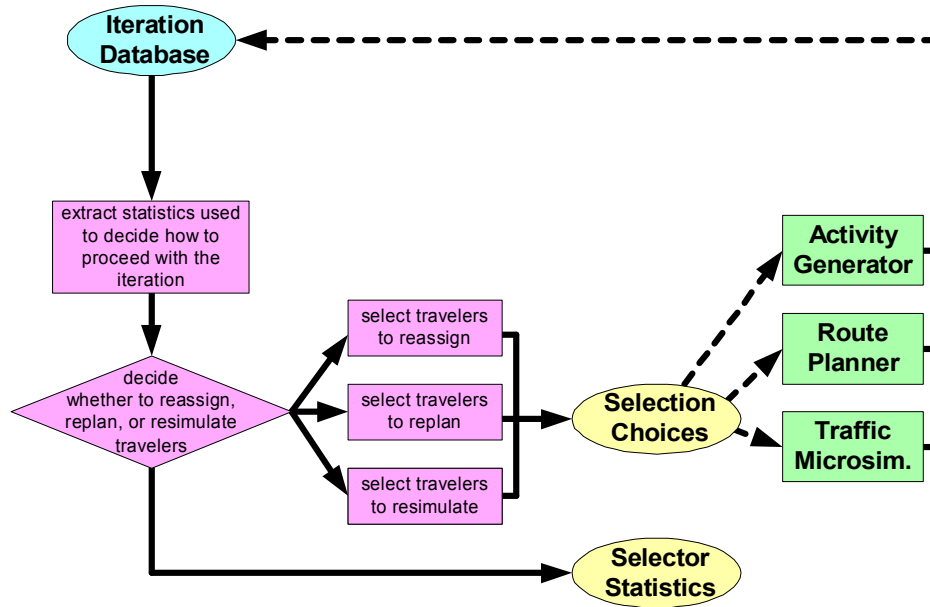 Iteration
Database
extract statistics used
to decide how to
proceed with the
iteration
decide
whether to reassign,
replan, or resimulate
travelers
select travelers
to reassign
select travelers
to replan
select travelers
to resimulate
Selection
Choices
Activity
Generator
Route
Planner
Traffic
Microsim.
Selector
Statistics